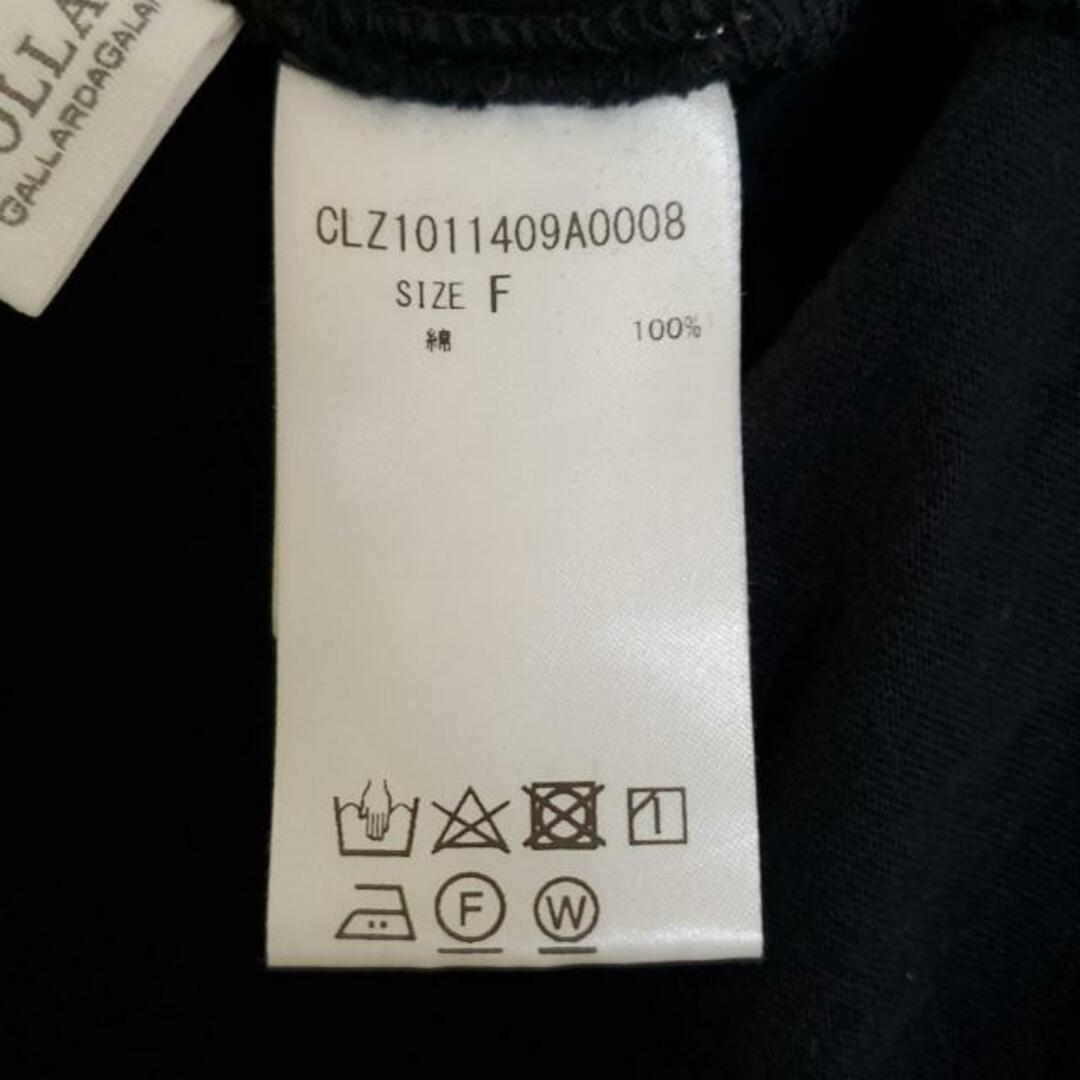 GALLARDAGALA
CLZ1011409A0008
SIZE F
綿 100%
F W